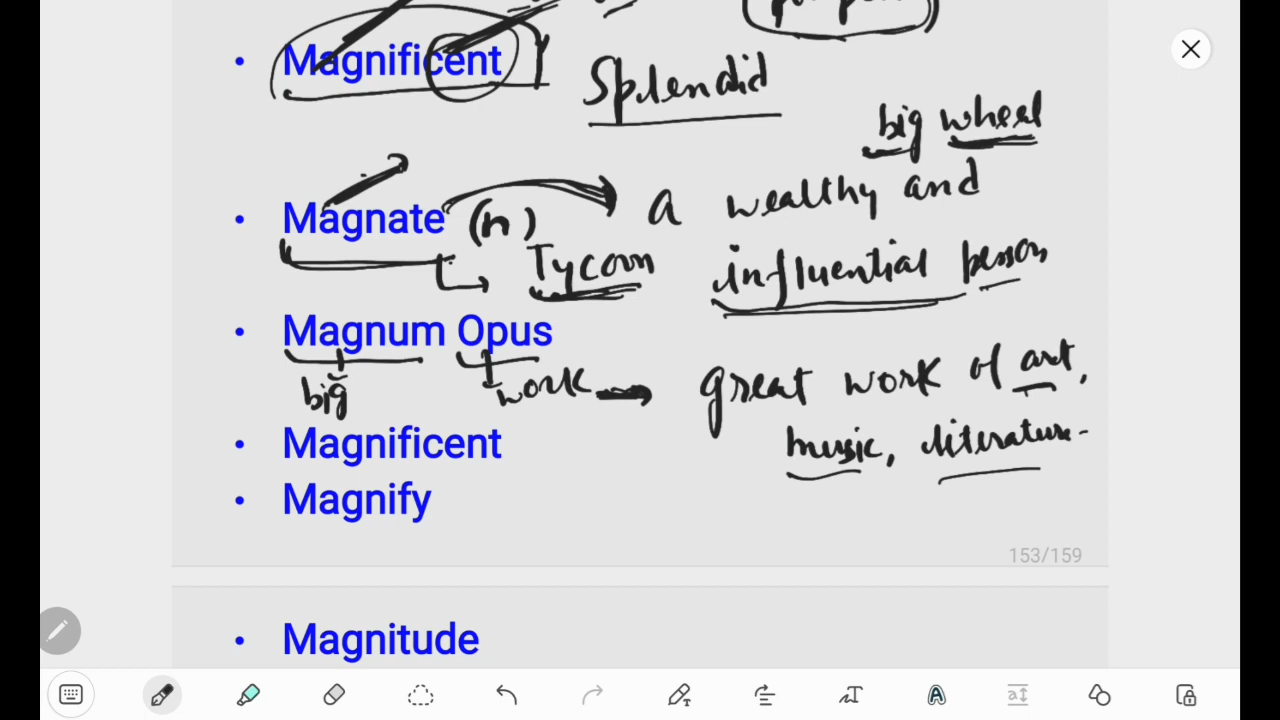 • Magnificent Splendid
big wheel
• Magnate (n) A wealthy and
Tycoon influential person
• Magnum Opus
big work great work of art,
music, literature-
• Magnificent
• Magnify
153/159
• Magnitude